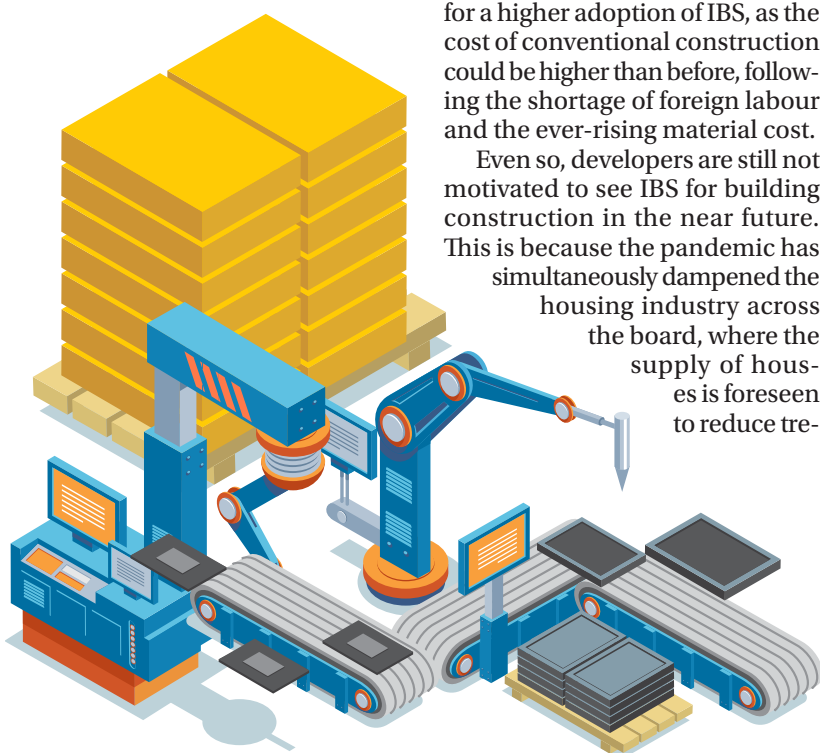 for a higher adoption of IBS, as the
cost of conventional construction
could be higher than before, follow-
ing the shortage of foreign labour
and the ever-rising material cost.
Even so, developers are still not
motivated to see IBS for building
construction in the near future.
This is because the pandemic has
simultaneously dampened the
housing industry across
the board, where the
supply of hous-
es is foreseen
to reduce tre-